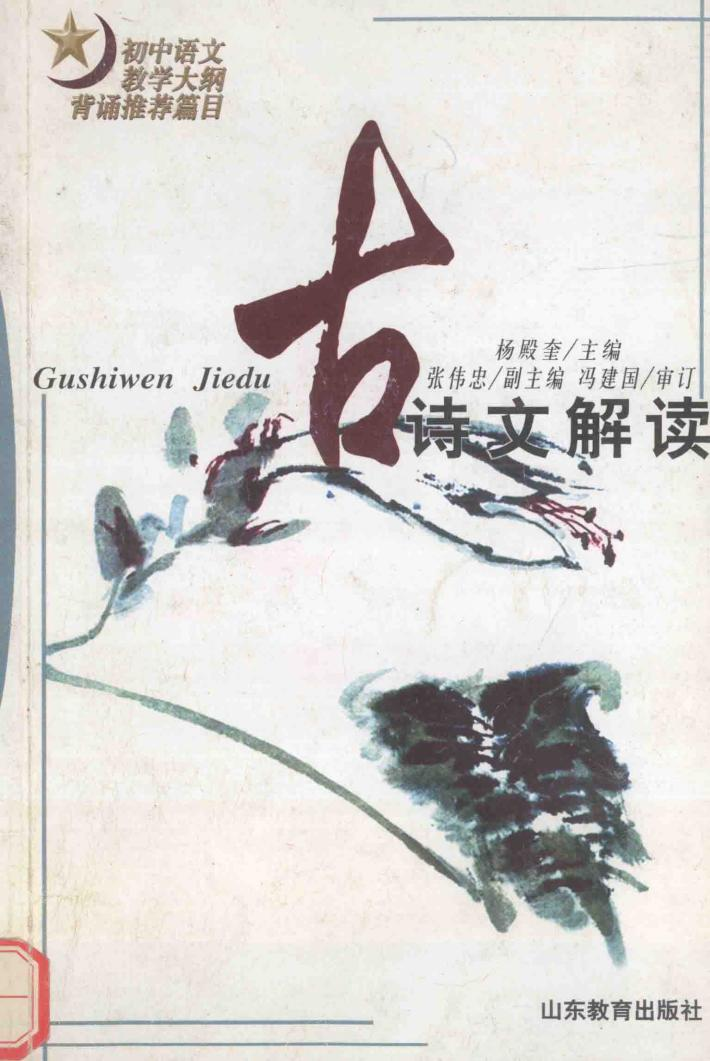 初中语文
教学大纲
背诵推荐篇目
古
杨殿奎/主编
张伟忠/副主编 冯建国/审订
Gushiwen Jiedu
诗文解读
山东教育出版社